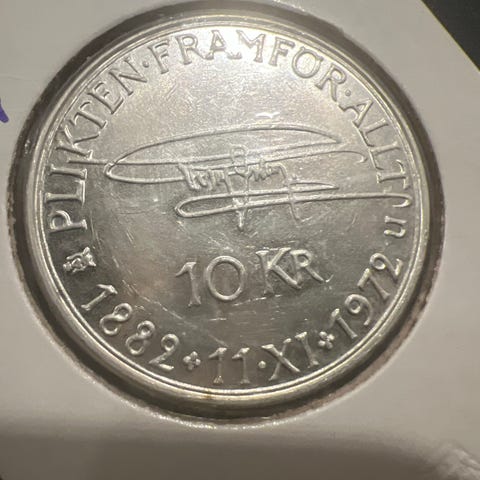 PLIKTEN·FRAMFÖR·ALLT
10 KR
1882 · 11·XI · 1972 u